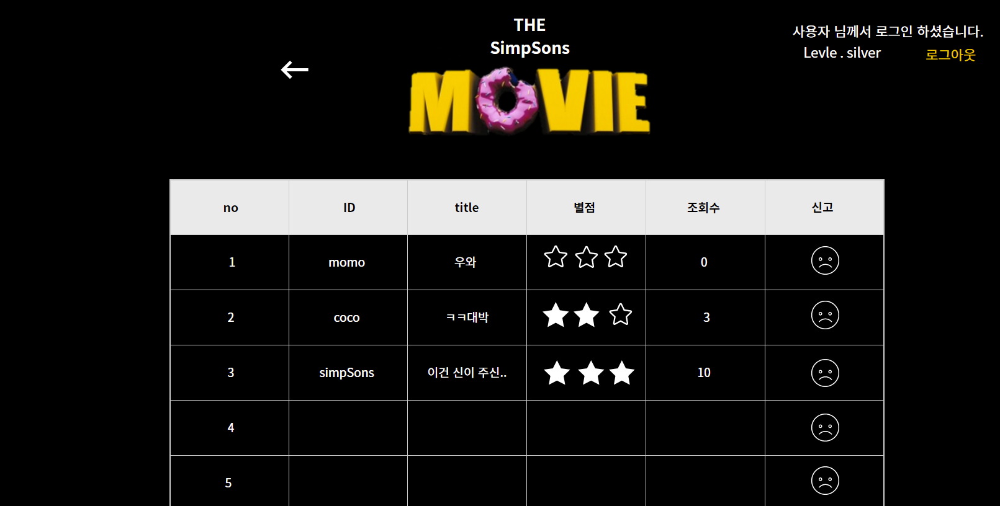 THE
SimpSons
MOVIE
사용자 님께서 로그인 하셨습니다.
Levle . silver
로그아웃
no ID title 별점 조회수 신고
1 momo 우와 0
2 coco ㅋㅋ대박 3
3 simpSons 이건 신이 주신.. 10
4
5